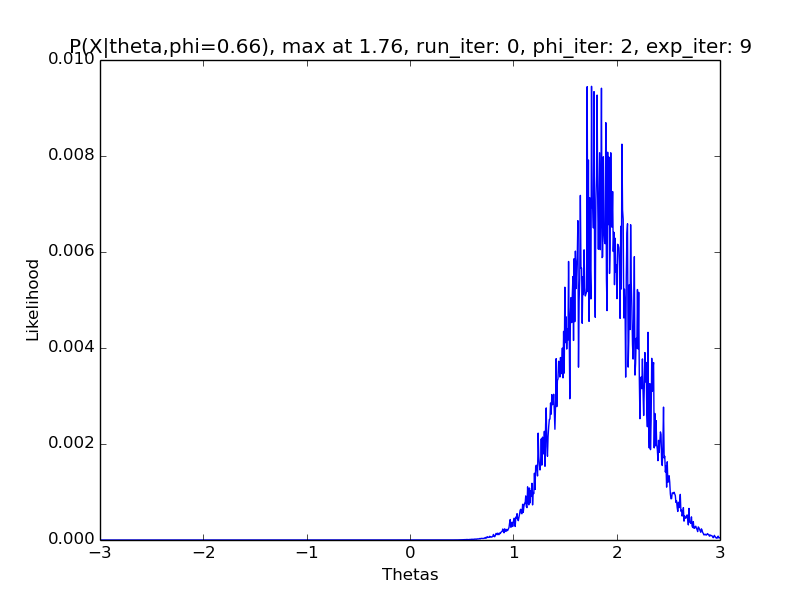 P(X|theta,phi=0.66), max at 1.76, run_iter: 0, phi_iter: 2, exp_iter: 9
0.010
0.008
0.006
Likelihood
0.004
0.002
0.000
−3 −2 −1 0 1 2 3
Thetas